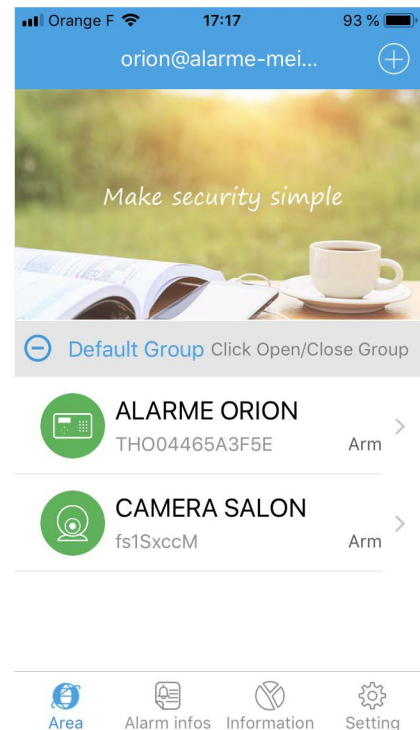 Orange F 17:17 93 %
orion@alarme-mei...
Make security simple
Default Group Click Open/Close Group
ALARME ORION
THO04465A3F5E Arm
CAMERA SALON
fs1SxccM Arm
Area Alarm infos Information Setting